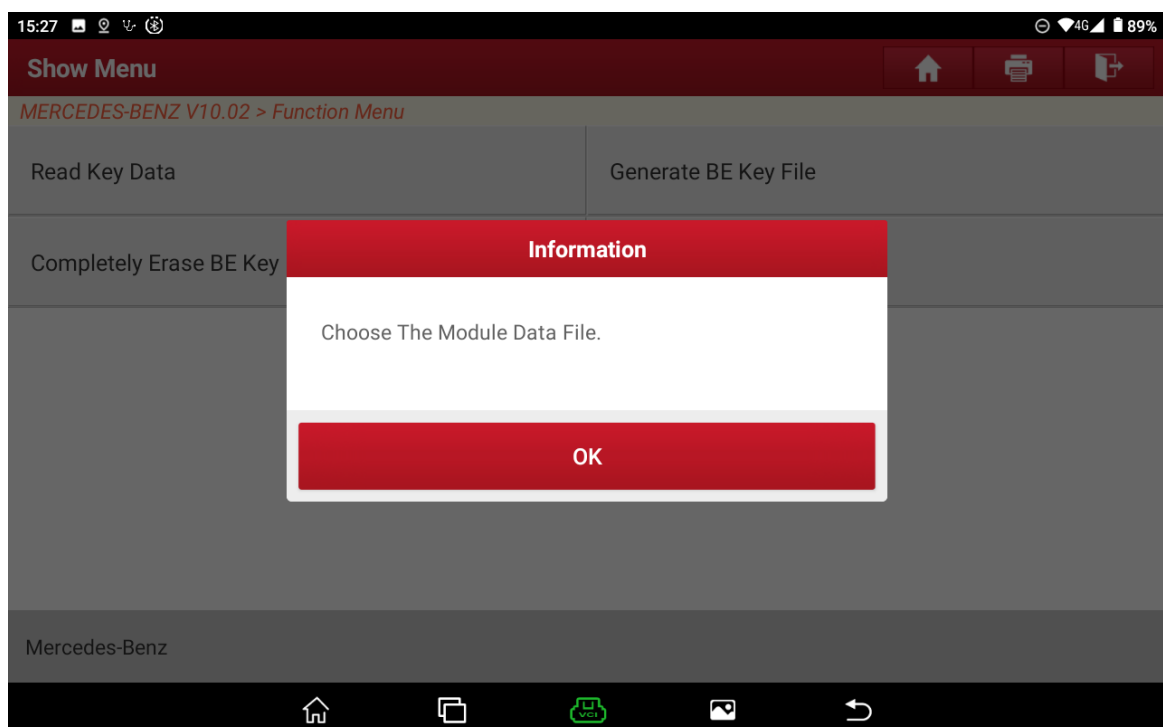 15:27
4G 89%
Show Menu
MERCEDES-BENZ V10.02 > Function Menu
Read Key Data
Generate BE Key File
Completely Erase BE Key
Information
Choose The Module Data File.
OK
Mercedes-Benz
VCI